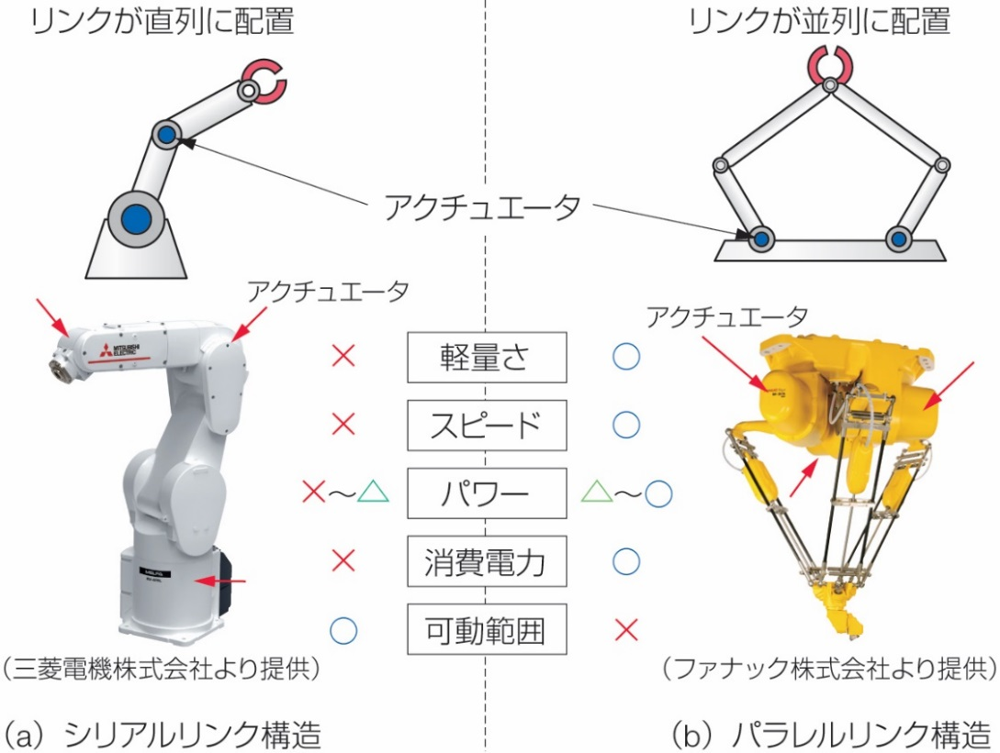 リンクが直列に配置
リンクが並列に配置
アクチュエータ
アクチュエータ
アクチュエータ
MITSUBISHI
ELECTRIC
× 軽量さ ○
× スピード ○
×～△ パワー △～○
× 消費電力 ○
○ 可動範囲 ×
MELFA
（三菱電機株式会社より提供）
（ファナック株式会社より提供）
（a）シリアルリンク構造
（b）パラレルリンク構造